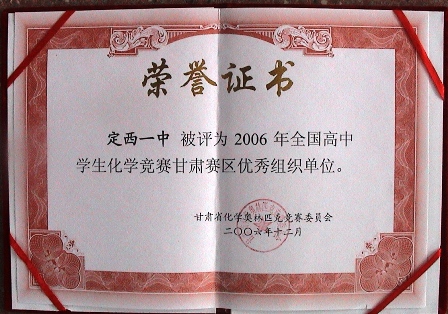 荣誉证书
定西一中 被评为 2006 年全国高中
学生化学竞赛甘肃赛区优秀组织单位。
甘肃省化学奥林匹克竞赛委员会
二〇〇六年十二月